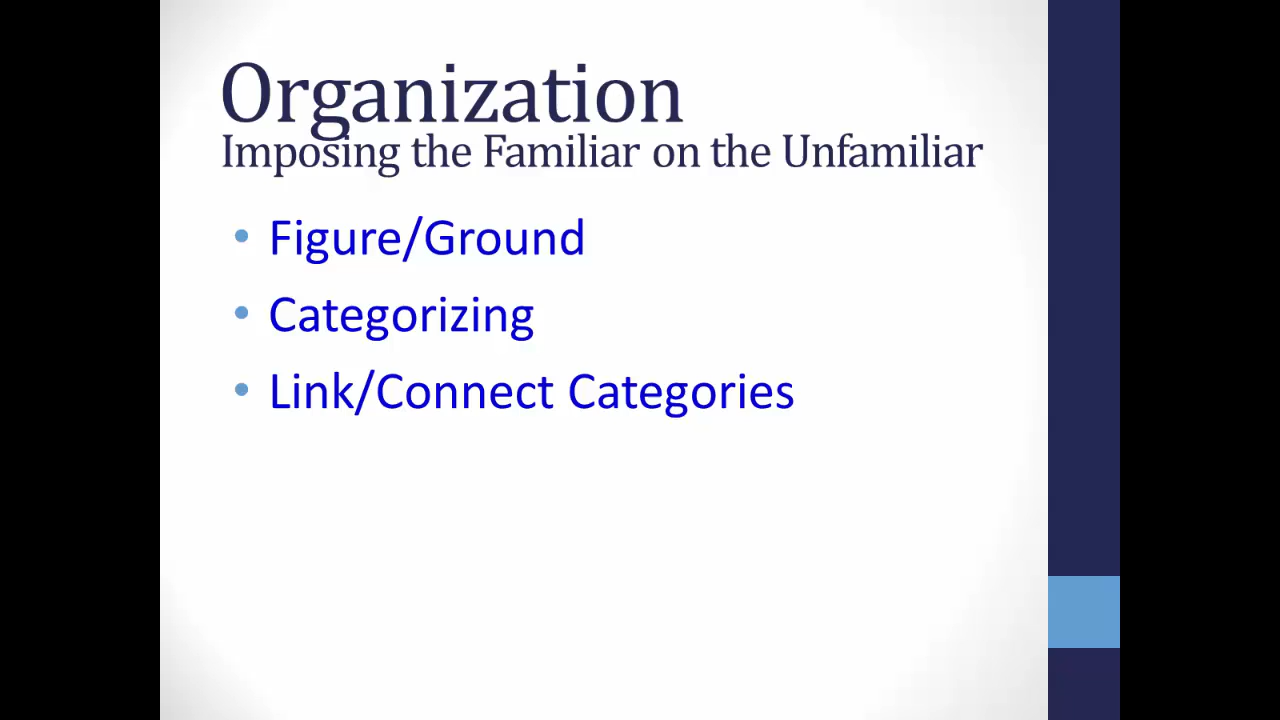 Organization
Imposing the Familiar on the Unfamiliar
• Figure/Ground
• Categorizing
• Link/Connect Categories